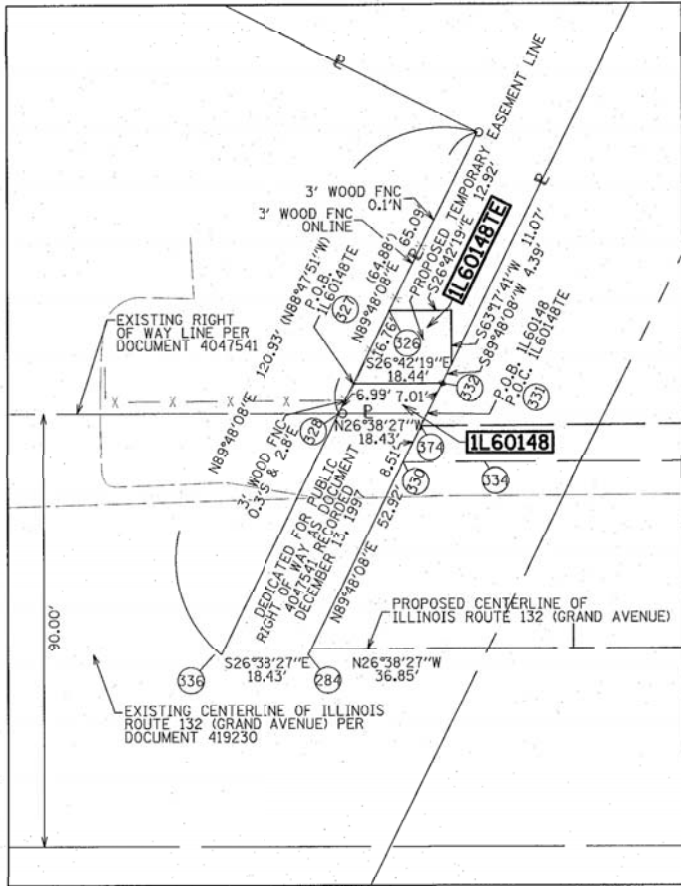 PROPOSED TEMPORARY EASEMENT LINE
S26°42'19"E 12.92'
1L60148TE
3' WOOD FNC
0.1'N
3' WOOD FNC
ONLINE
(64.88')
N89°48'08"E 65.09'
S63°17'41"W 11.07'
S89°48'08"W 4.39'
P.O.B. 1L60148
P.O.C. 1L60148TE
331
332
(N88°47'51"W)
P.O.B.
1L60148TE
327
N89°48'08"E 120.93'
16.76'
326
S26°42'19"E
18.44'
EXISTING RIGHT
OF WAY LINE PER
DOCUMENT 4047541
X X X X
6.99' 7.01'
N26°38'27"W
18.43'
328
3' WOOD FNC
0.3'S & 2.8'E
374
1L60148
8.51'
330
334
DEDICATED FOR PUBLIC
RIGHT OF WAY AS DOCUMENT
4047541 RECORDED
DECEMBER 15, 1997
N89°48'08"E 52.92'
90.00'
PROPOSED CENTERLINE OF
ILLINOIS ROUTE 132 (GRAND AVENUE)
336
S26°38'27"E
18.43'
284
N26°38'27"W
36.85'
EXISTING CENTERLINE OF ILLINOIS
ROUTE 132 (GRAND AVENUE) PER
DOCUMENT 419230